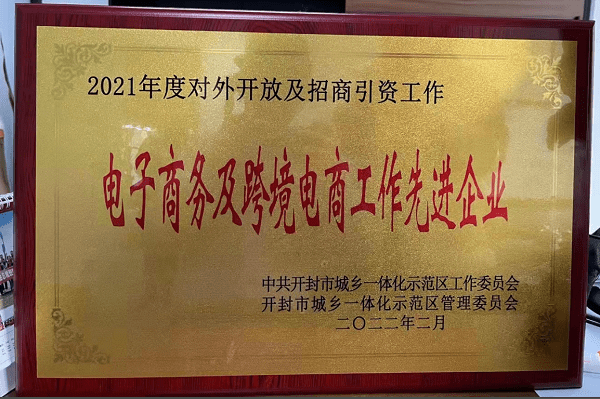 2021年度对外开放及招商引资工作
电子商务及跨境电商工作先进企业
中共开封市城乡一体化示范区工作委员会
开封市城乡一体化示范区管理委员会
二〇二二年二月